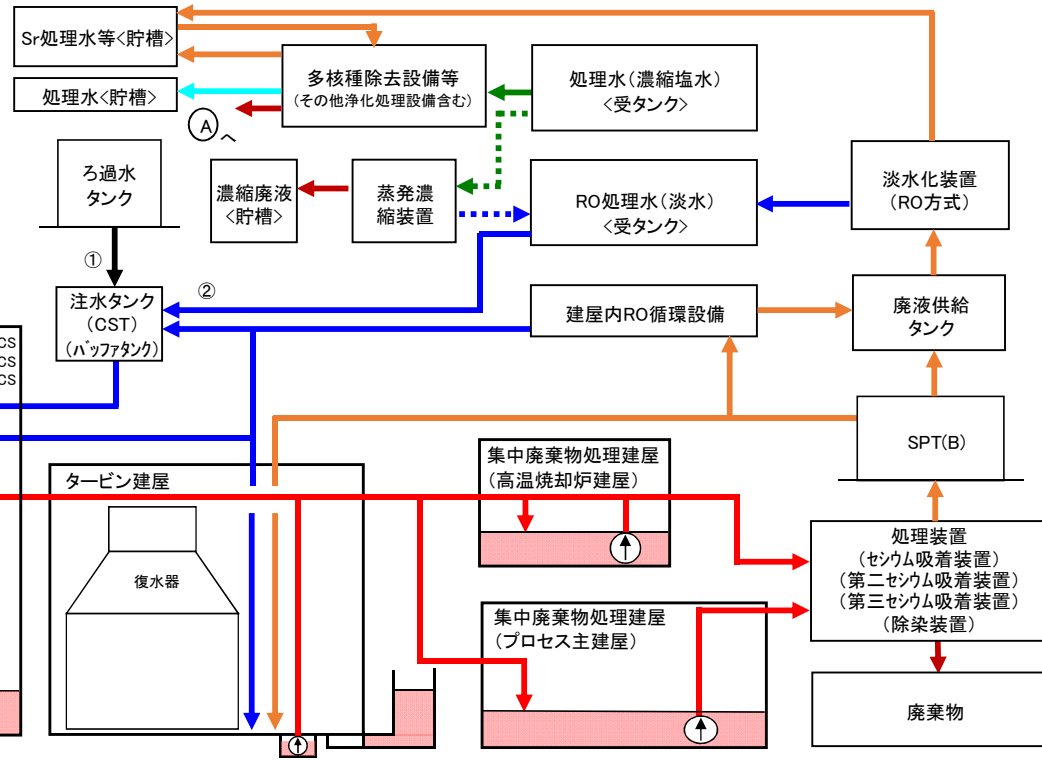 Sr処理水等<貯槽>
処理水<貯槽>
多核種除去設備等
(その他浄化処理設備含む)
処理水(濃縮塩水)
<受タンク>
Ⓐへ
ろ過水
タンク
濃縮廃液
<貯槽>
蒸発濃
縮装置
RO処理水(淡水)
<受タンク>
淡水化装置
(RO方式)
①
②
注水タンク
(CST)
(バッファタンク)
建屋内RO循環設備
廃液供給
タンク
CS
CS
CS
SPT(B)
タービン建屋
復水器
集中廃棄物処理建屋
(高温焼却炉建屋)
集中廃棄物処理建屋
(プロセス主建屋)
処理装置
(セシウム吸着装置)
(第二セシウム吸着装置)
(第三セシウム吸着装置)
(除染装置)
廃棄物